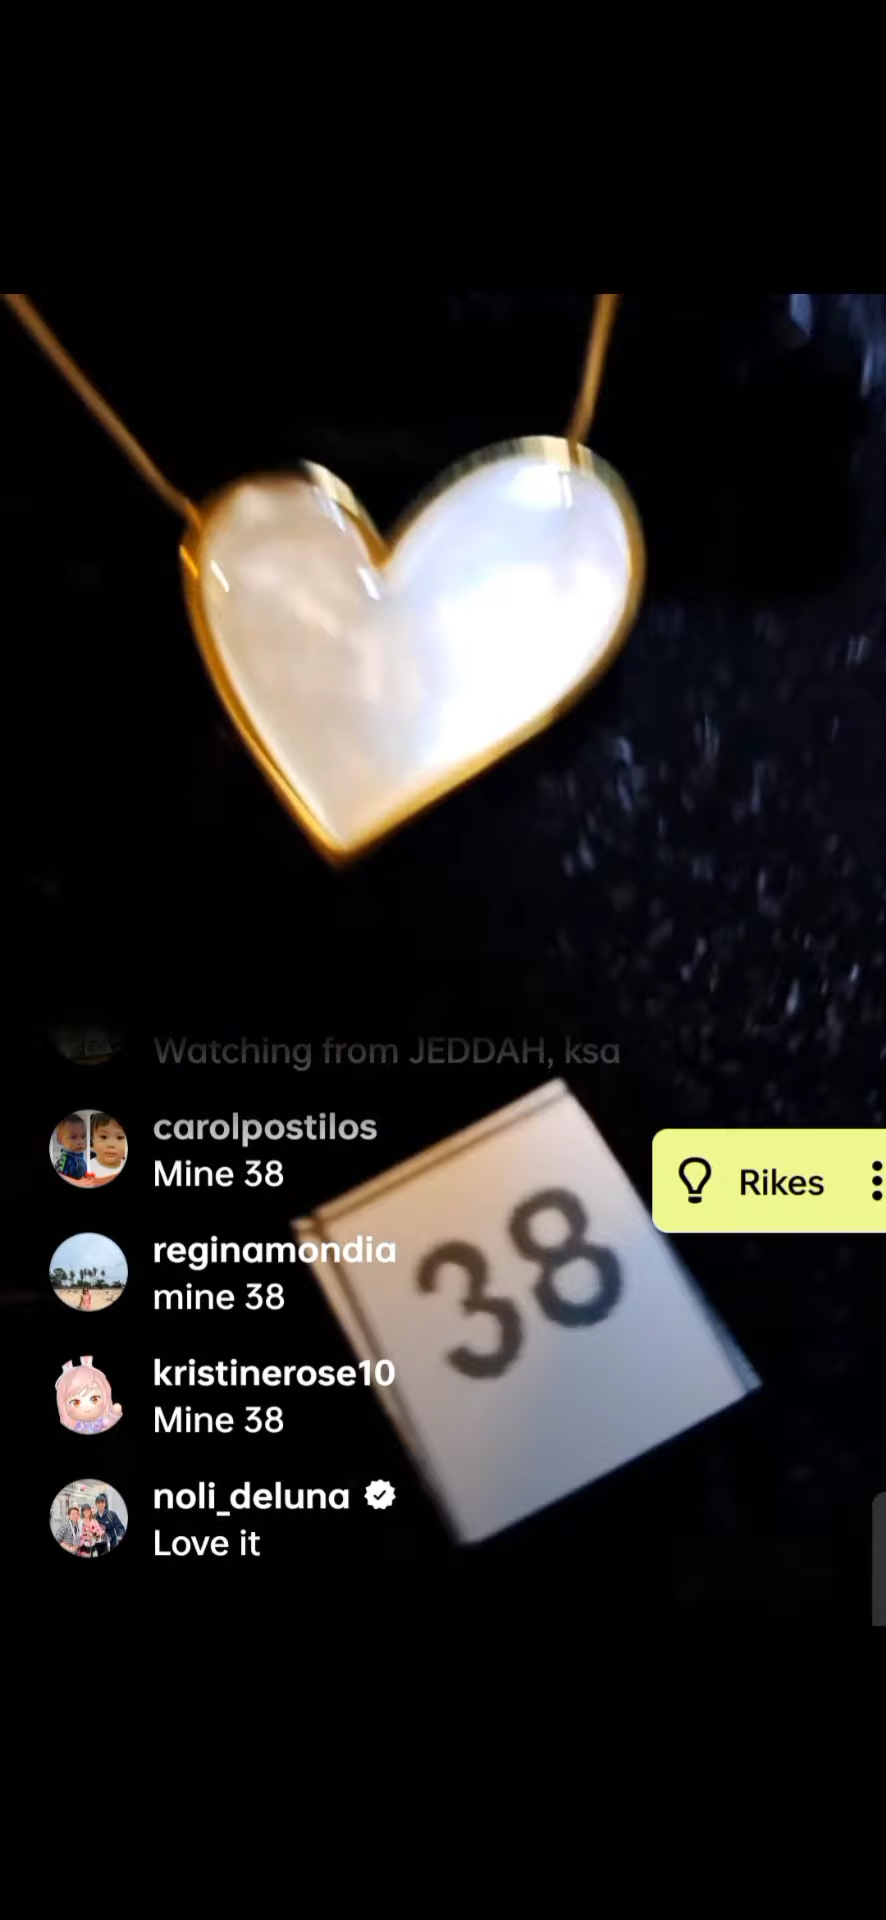 Watching from JEDDAH, ksa
carolpostilos
Mine 38
reginamondia
mine 38
kristinerose10
Mine 38
noli_deluna
Love it
38
Rikes